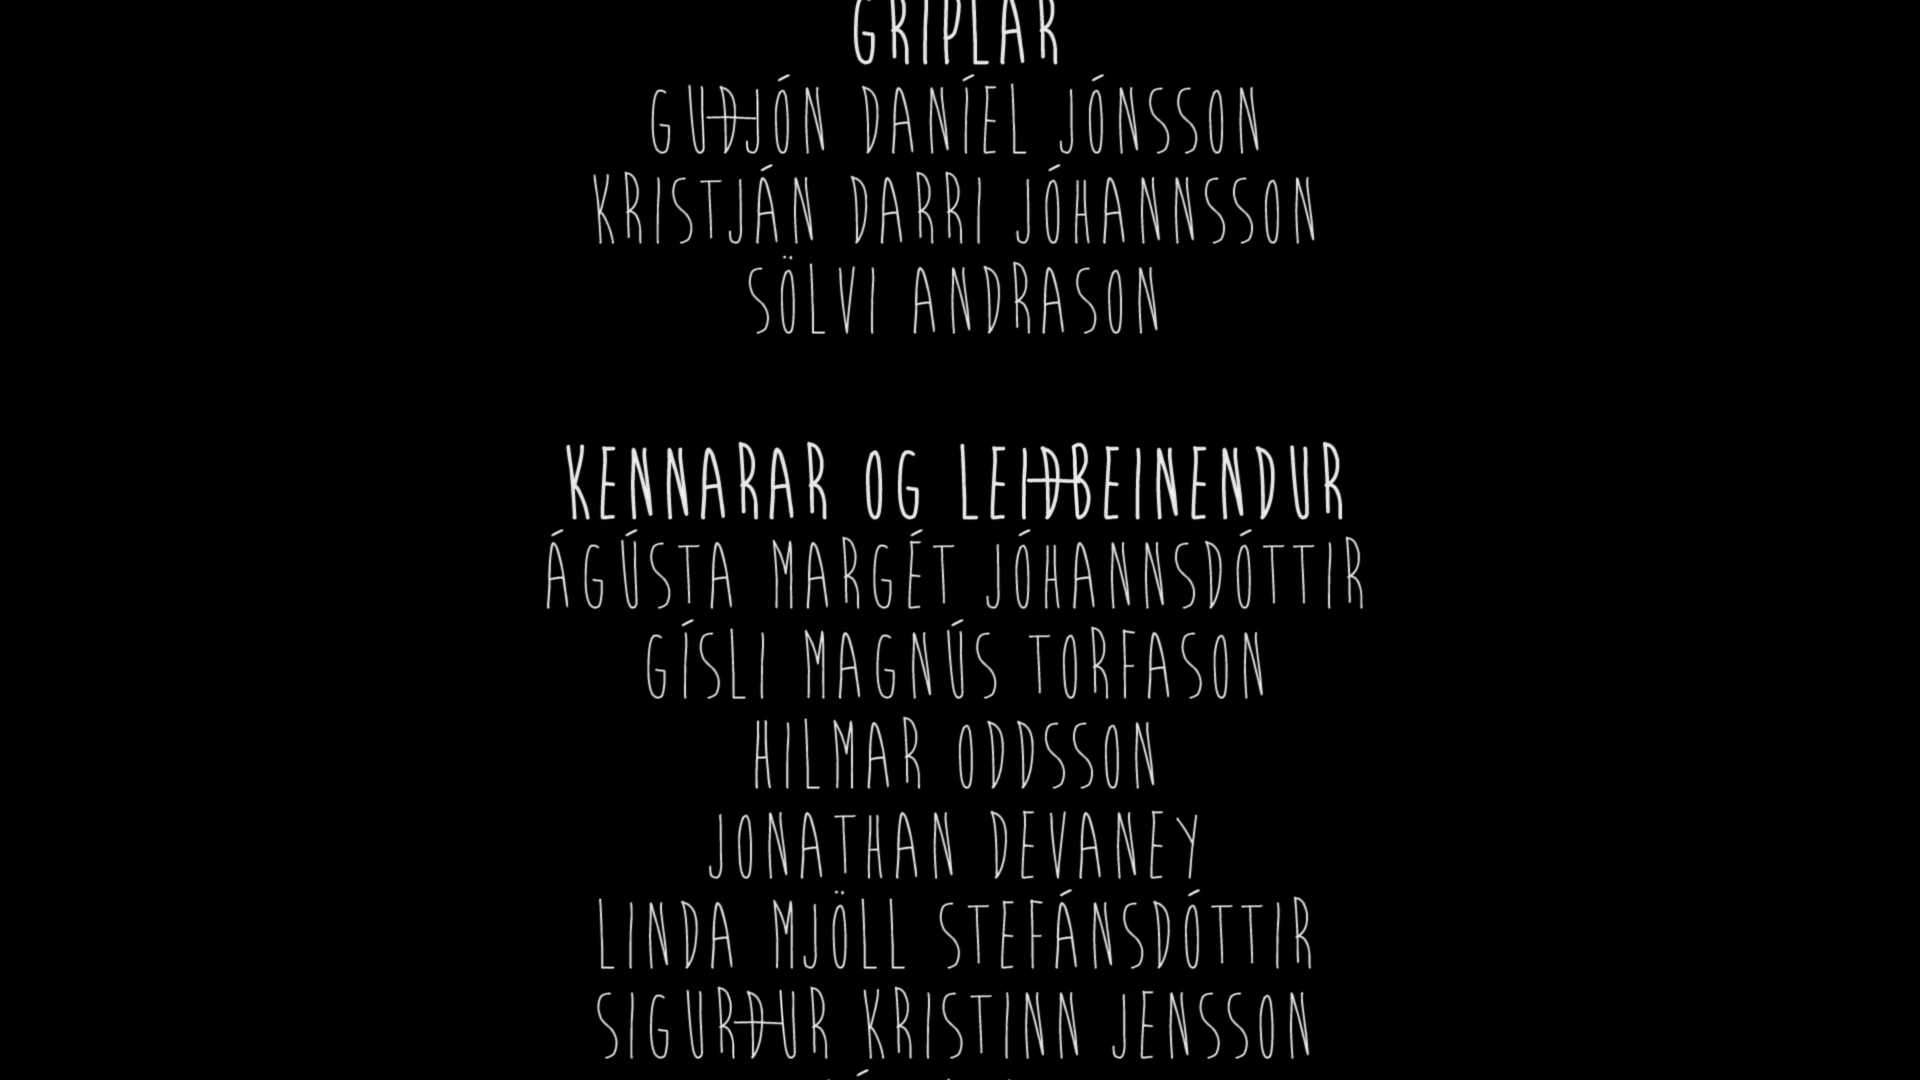 GRIPLAR
GUÐJÓN DANÍEL JÓNSSON
KRISTJÁN DARRI JÓHANNSSON
SÖLVI ANDRASON
KENNARAR OG LEIÐBEINENDUR
ÁGÚSTA MARGÉT JÓHANNSDÓTTIR
GÍSLI MAGNÚS TORFASON
HILMAR ODDSSON
JONATHAN DEVANEY
LINDA MJÖLL STEFÁNSDÓTTIR
SIGURÐUR KRISTINN JENSSON